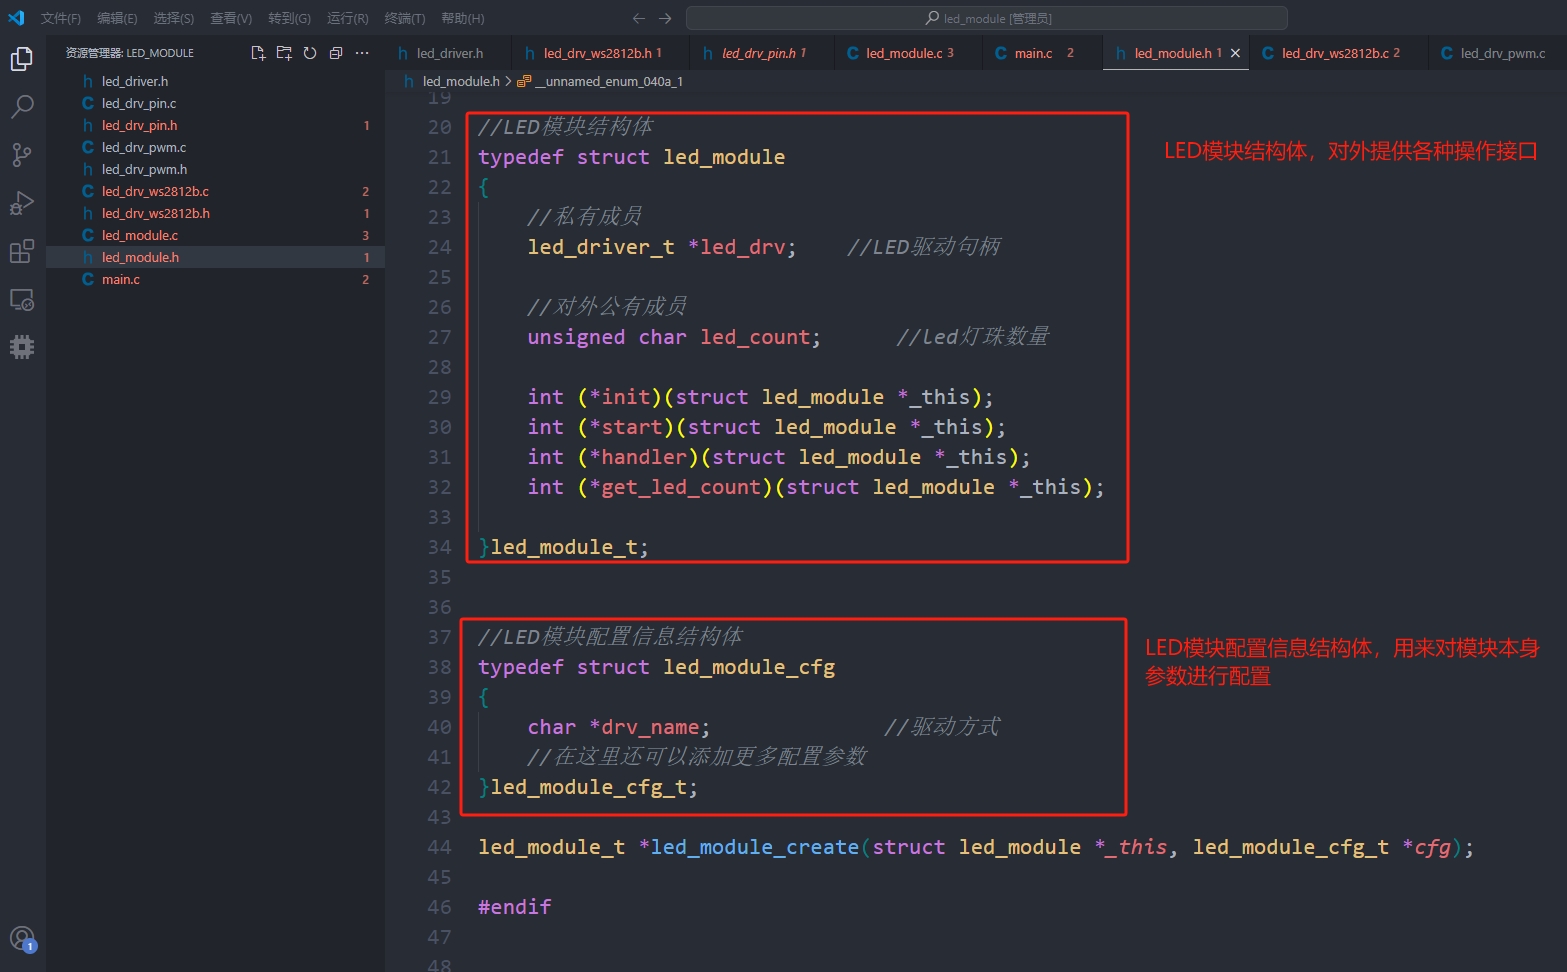 文件(F) 编辑(E) 选择(S) 查看(V) 转到(G) 运行(R) 终端(T) 帮助(H) led_module [管理员]
资源管理器: LED_MODULE
led_driver.h
led_drv_pin.c
led_drv_pin.h 1
led_drv_pwm.c
led_drv_pwm.h
led_drv_ws2812b.c 2
led_drv_ws2812b.h 1
led_module.c 3
led_module.h 1
main.c 2
led_driver.h led_drv_ws2812b.h 1 led_drv_pin.h 1 led_module.c 3 main.c 2 led_module.h 1 led_drv_ws2812b.c 2 led_drv_pwm.c
led_module.h > __unnamed_enum_040a_1
19
20 //LED模块结构体
21 typedef struct led_module
22 {
23 //私有成员
24 led_driver_t *led_drv; //LED驱动句柄
25
26 //对外公有成员
27 unsigned char led_count; //led灯珠数量
28
29 int (*init)(struct led_module *_this);
30 int (*start)(struct led_module *_this);
31 int (*handler)(struct led_module *_this);
32 int (*get_led_count)(struct led_module *_this);
33
34 }led_module_t;
35
36
37 //LED模块配置信息结构体
38 typedef struct led_module_cfg
39 {
40 char *drv_name; //驱动方式
41 //在这里还可以添加更多配置参数
42 }led_module_cfg_t;
43
44 led_module_t *led_module_create(struct led_module *_this, led_module_cfg_t *cfg);
45
46 #endif
47
48
LED模块结构体，对外提供各种操作接口
LED模块配置信息结构体，用来对模块本身
参数进行配置
1